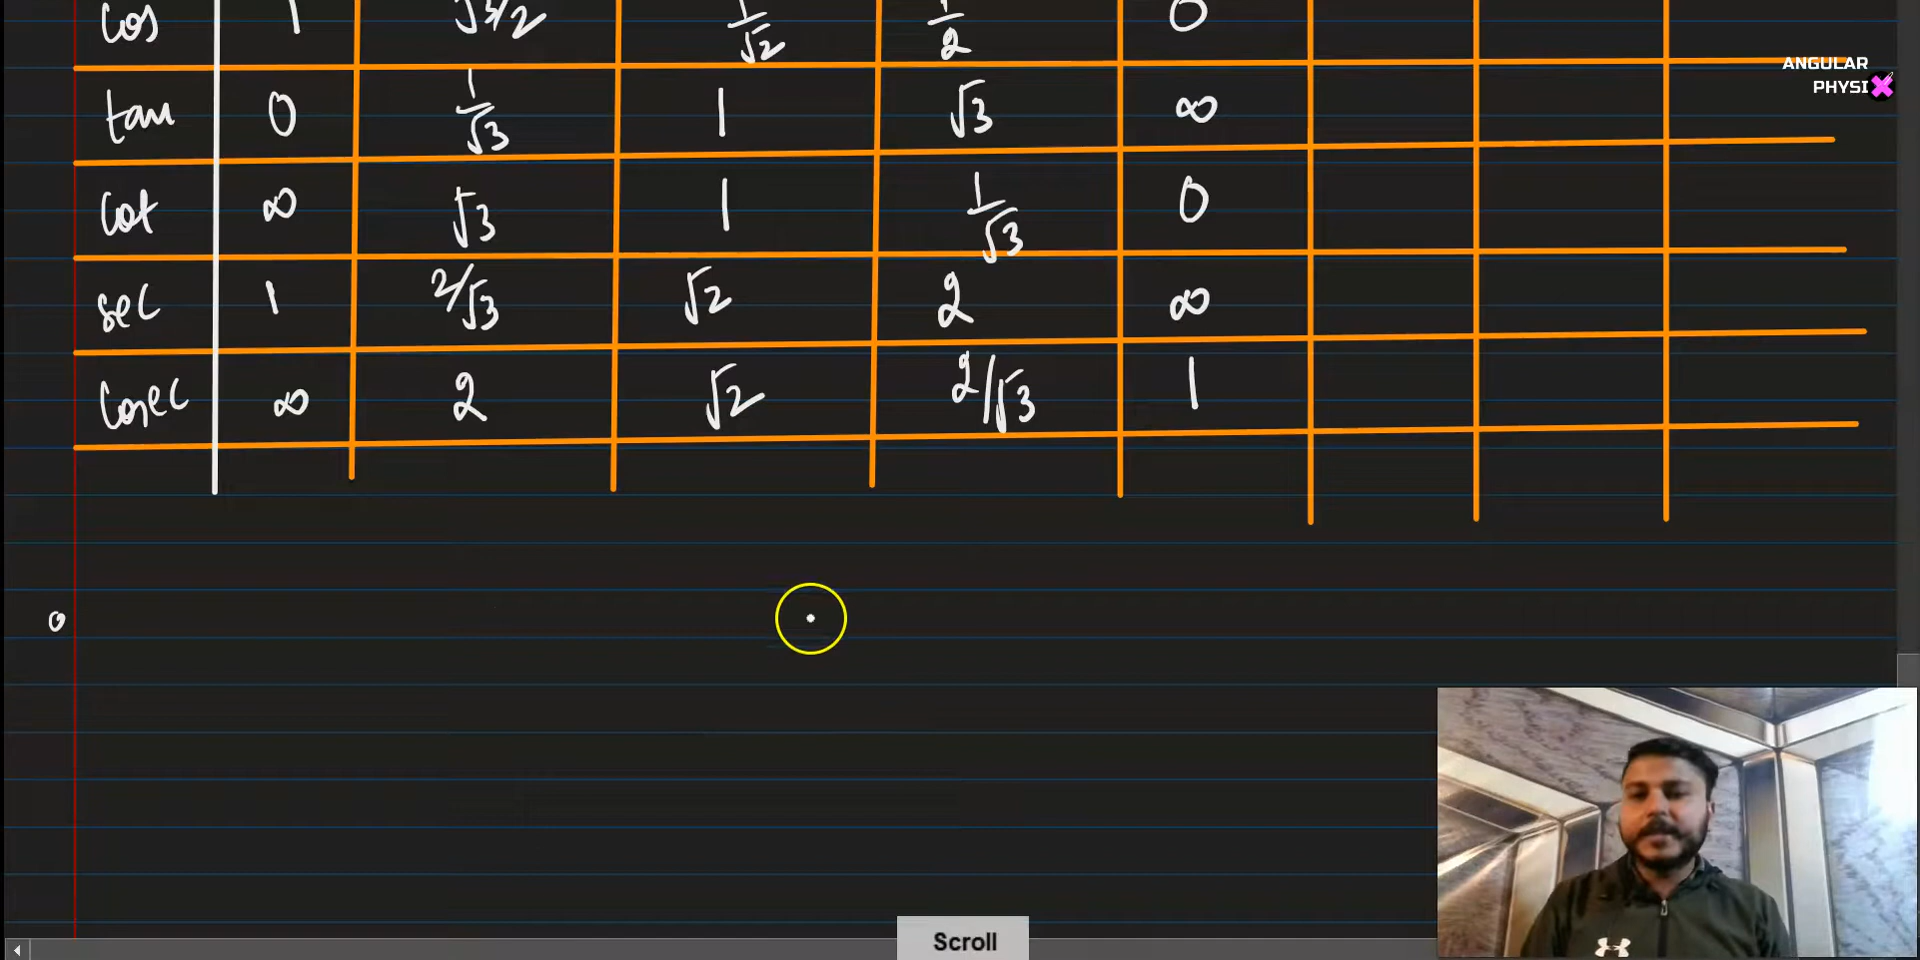 cos 1 √3/2 1/√2 1/2 0
ANGULAR
PHYSI
tan 0 1/√3 1 √3 ∞
cot ∞ √3 1 1/√3 0
sec 1 2/√3 √2 2 ∞
cosec ∞ 2 √2 2/√3 1
0
Scroll